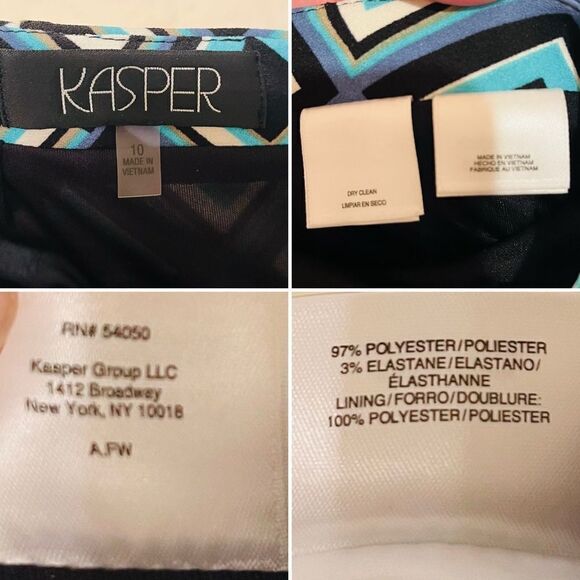 KASPER
10
MADE IN
VIETNAM
DRY CLEAN
LIMPIAR EN SECO
MADE IN VIETNAM
HECHO EN VIETNAM
FABRIQUE AU VIETNAM
RN# 54050
Kasper Group LLC
1412 Broadway
New York, NY 10018
A.FW
97% POLYESTER/POLIESTER
3% ELASTANE/ELASTANO/
ÉLASTHANNE
LINING/FORRO/DOUBLURE:
100% POLYESTER/POLIESTER